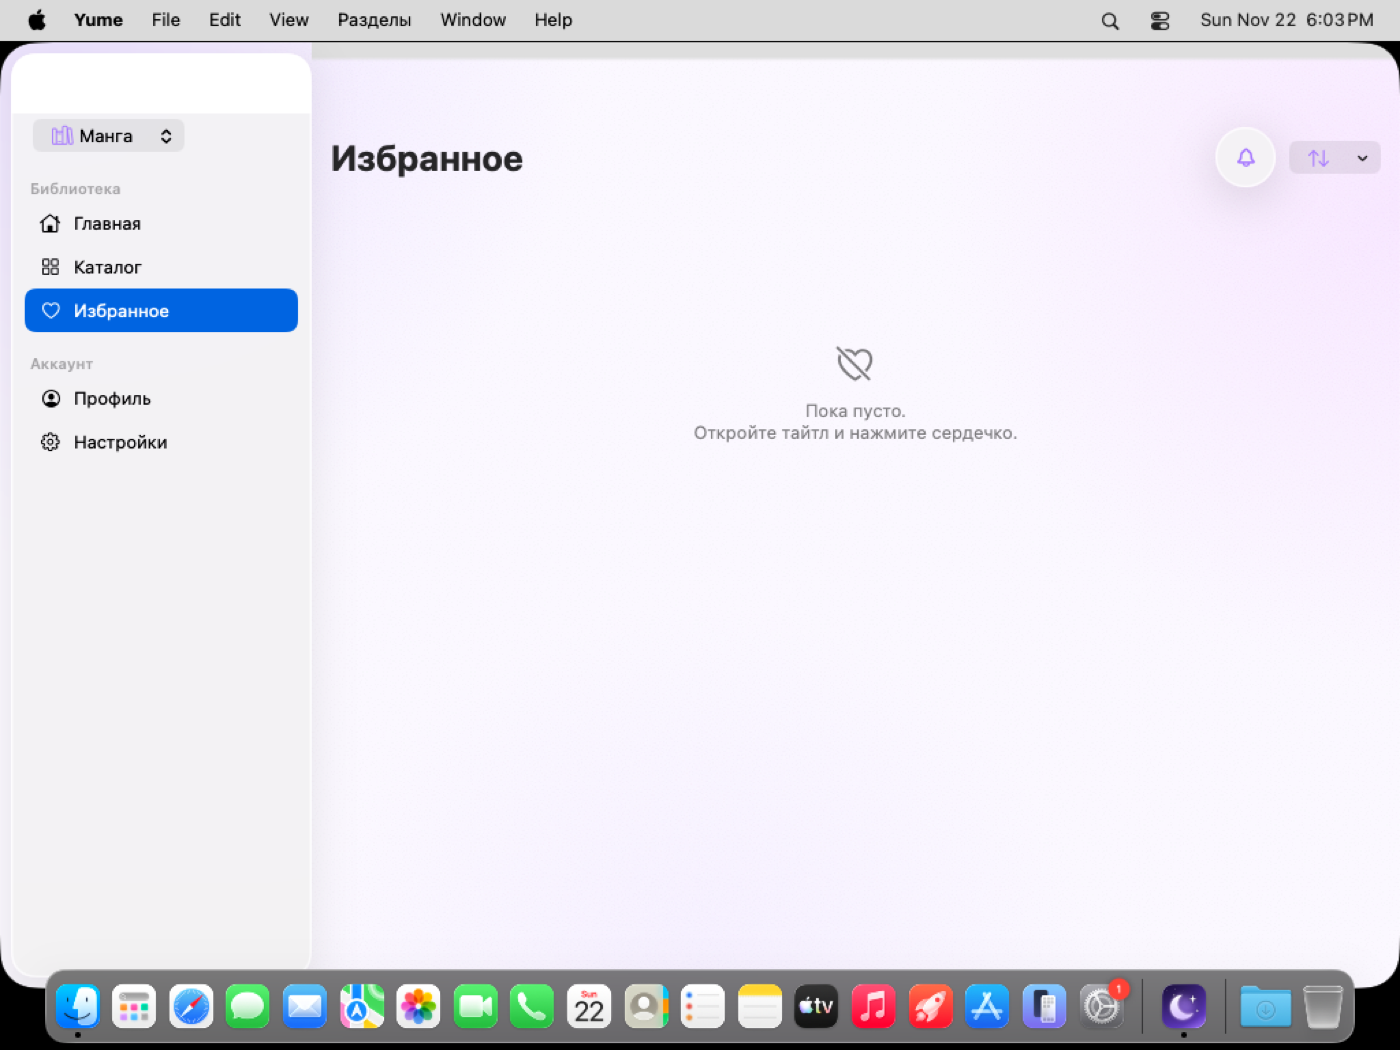 Yume File Edit View Разделы Window Help Sun Nov 22 6:03 PM
Манга
Библиотека
Главная
Каталог
Избранное
Аккаунт
Профиль
Настройки
Избранное
Пока пусто.
Откройте тайтл и нажмите сердечко.
Sun
22
tv
1